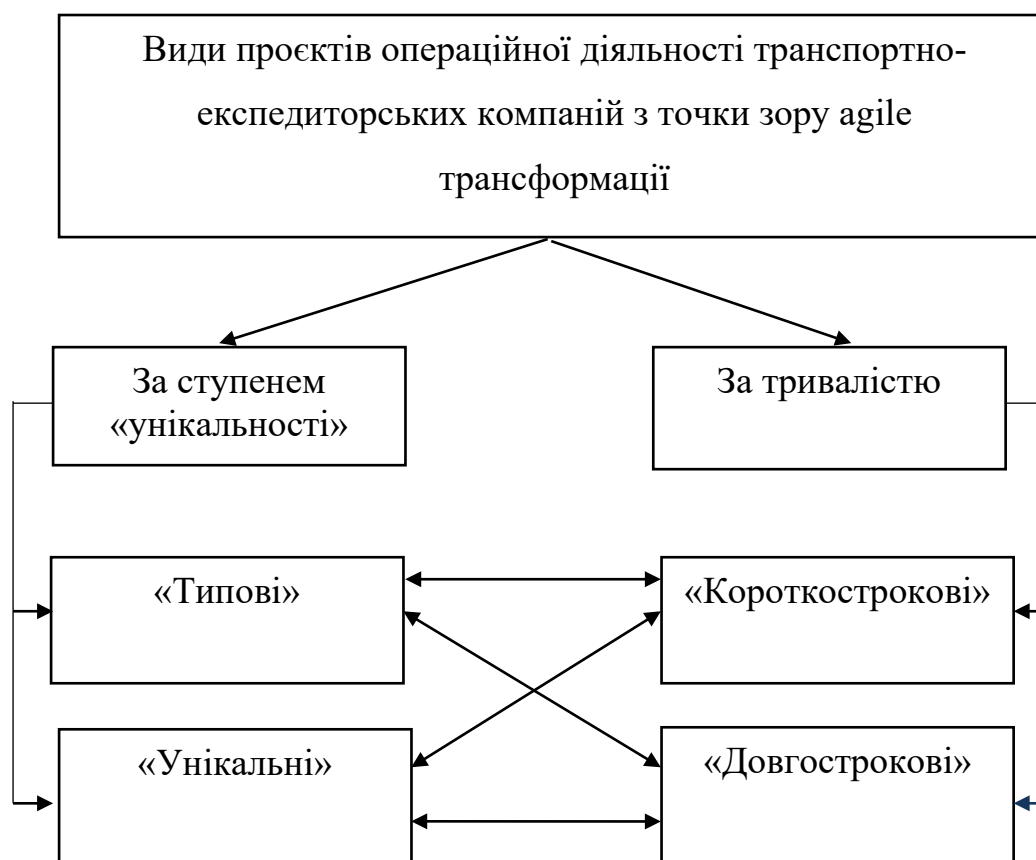 Види проєктів операційної діяльності транспортно-
експедиторських компаній з точки зору agile
трансформації
За ступенем
«унікальності»
За тривалістю
«Типові»
«Короткострокові»
«Унікальні»
«Довгострокові»